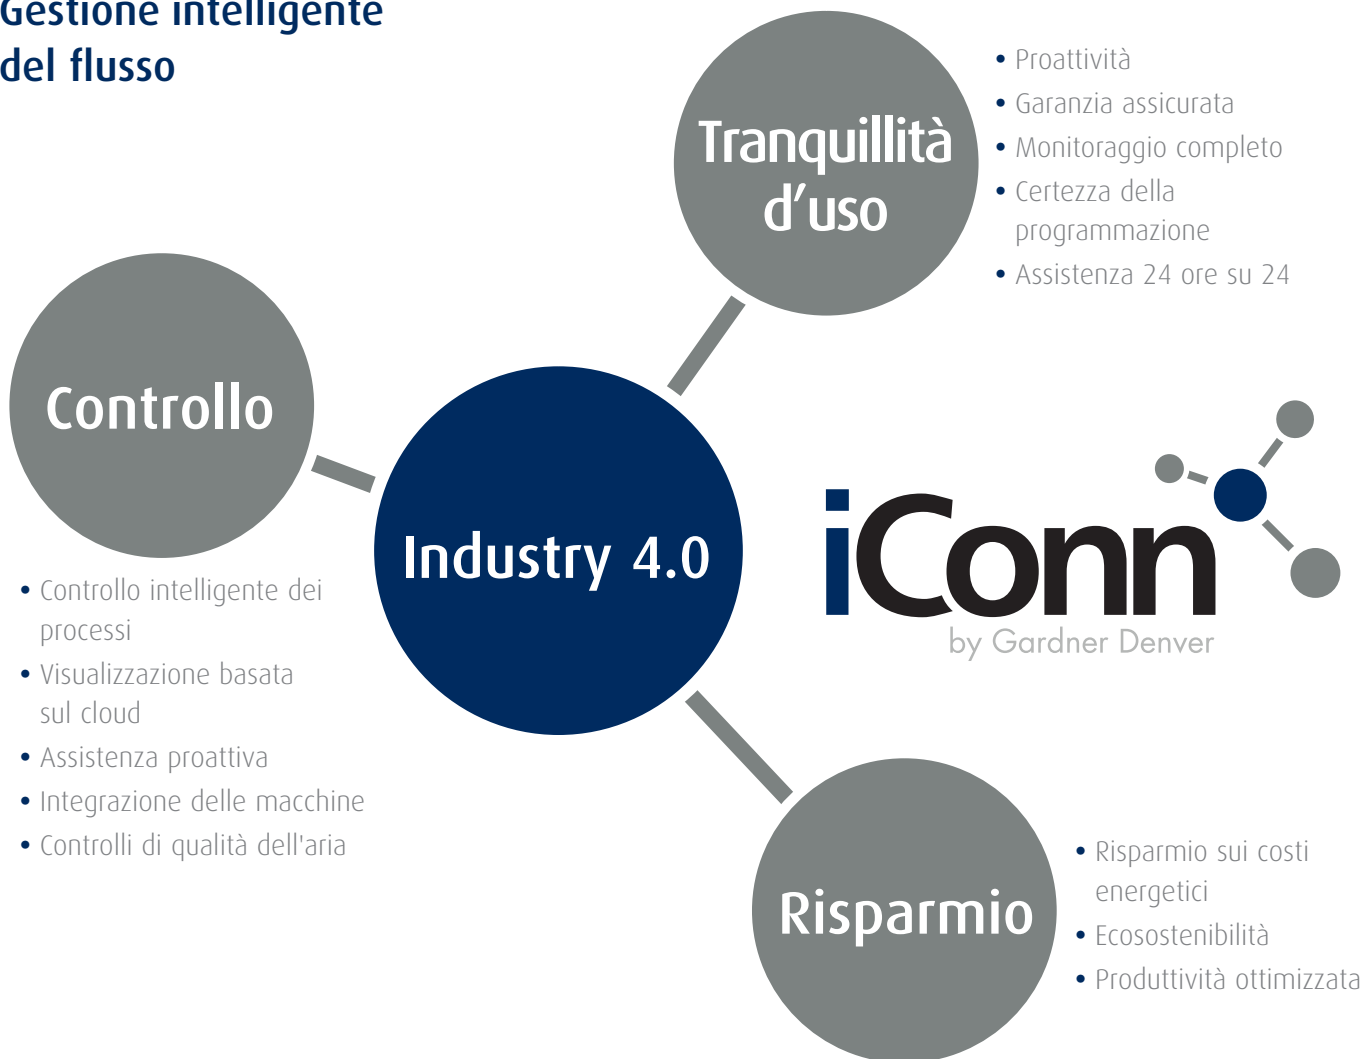 Gestione intelligente
del flusso
Tranquillità
d’uso
• Proattività
• Garanzia assicurata
• Monitoraggio completo
• Certezza della
programmazione
• Assistenza 24 ore su 24
Controllo
• Controllo intelligente dei
processi
• Visualizzazione basata
sul cloud
• Assistenza proattiva
• Integrazione delle macchine
• Controlli di qualità dell'aria
Industry 4.0
iConn
by Gardner Denver
Risparmio
• Risparmio sui costi
energetici
• Ecosostenibilità
• Produttività ottimizzata